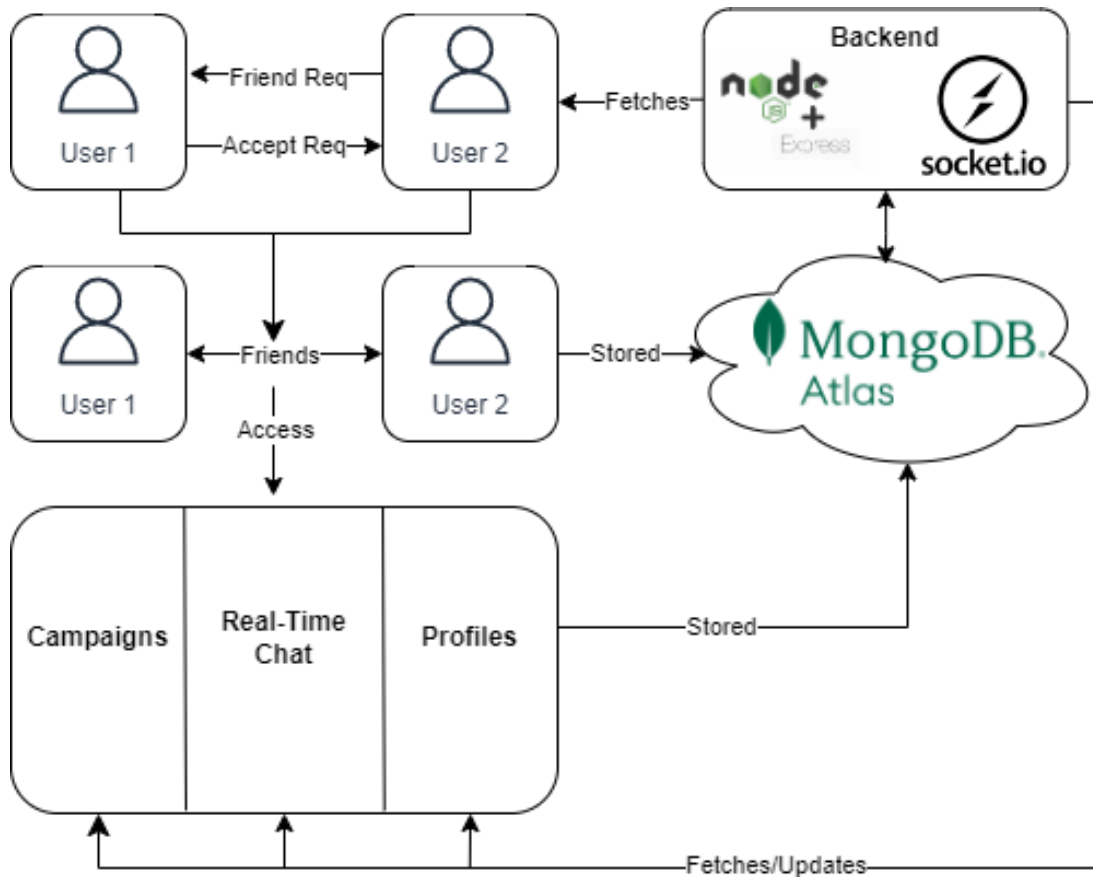 User 1
Friend Req
Accept Req
User 2
Fetches
Backend
node
JS
+
Express
socket.io
User 1
Friends
User 2
Stored
MongoDB.
Atlas
Access
Campaigns
Real-Time
Chat
Profiles
Stored
Fetches/Updates